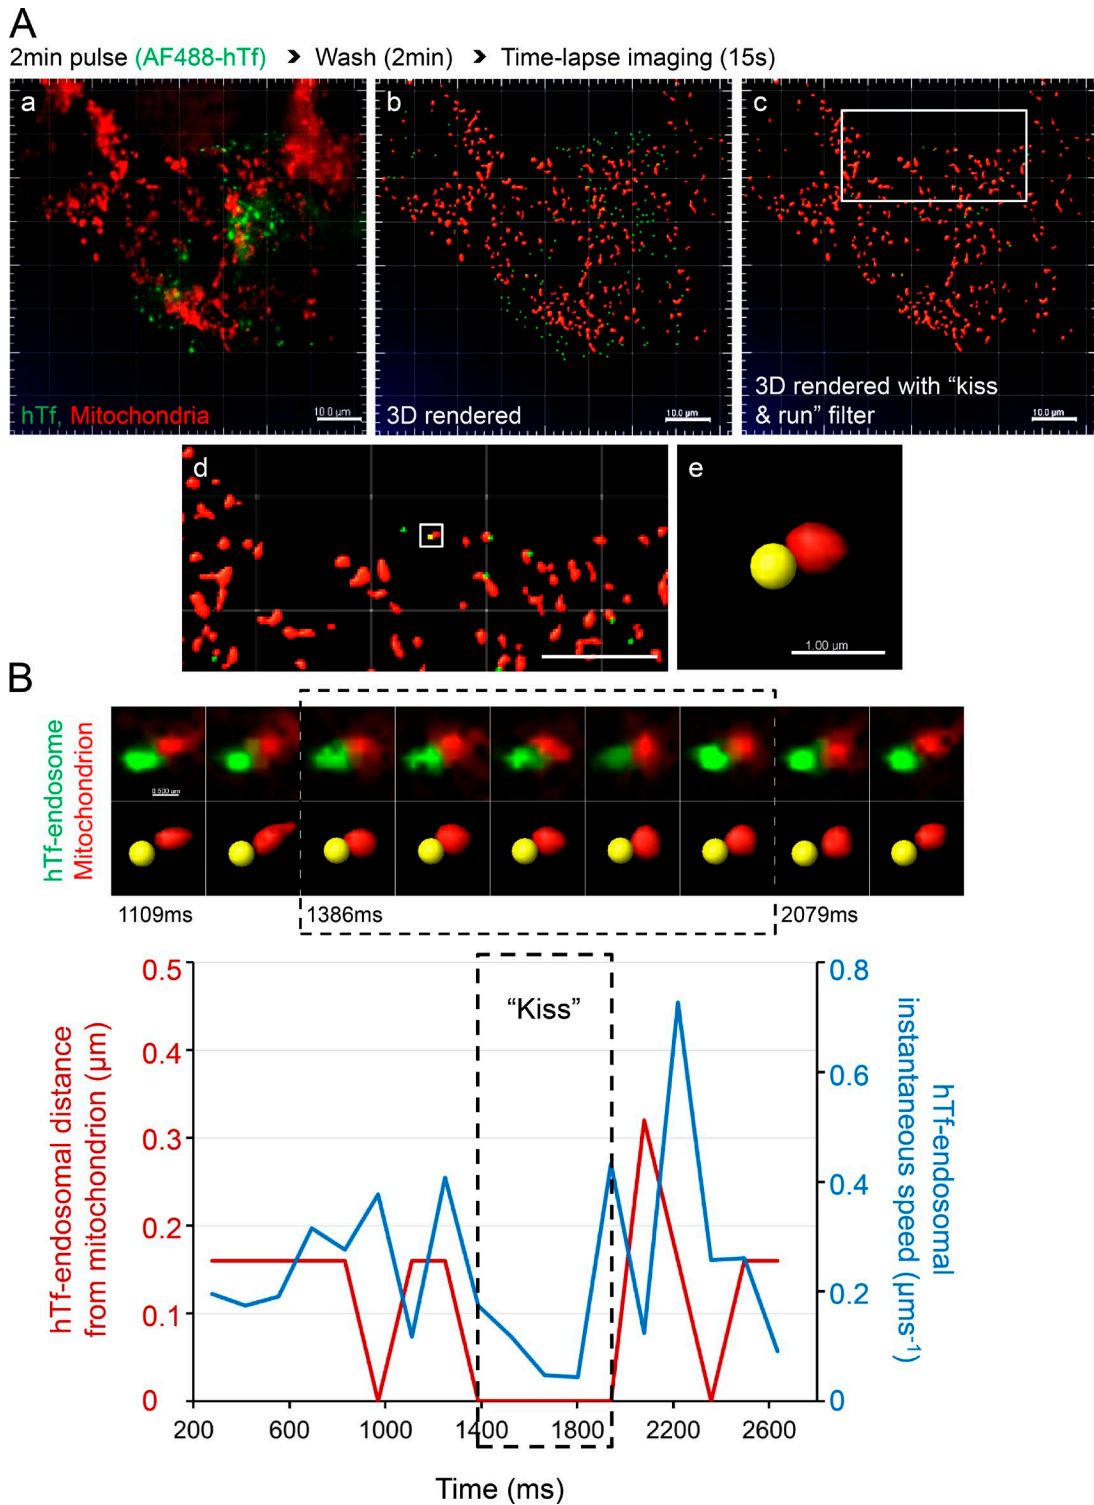 A
2min pulse (AF488-hTf) > Wash (2min) > Time-lapse imaging (15s)
a
hTf, Mitochondria
10.0 µm
b
3D rendered
10.0 µm
c
3D rendered with “kiss
& run” filter
10.0 µm
d
e
1.00 µm
B
hTf-endosome
Mitochondrion
0.500 µm
1109ms
1386ms
2079ms
“Kiss”
hTf-endosomal distance
from mitochondrion (µm)
0.5
0.4
0.3
0.2
0.1
0
0.8
0.6
0.4
0.2
0
hTf-endosomal
instantaneous speed (µms-1)
200
600
1000
1400
1800
2200
2600
Time (ms)